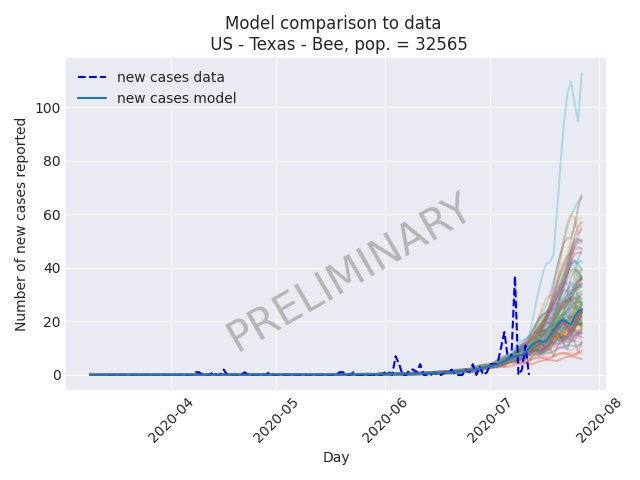 Model comparison to data
US - Texas - Bee, pop. = 32565
new cases data
new cases model
Number of new cases reported
100
80
60
40
20
0
PRELIMINARY
2020-04
2020-05
2020-06
2020-07
2020-08
Day